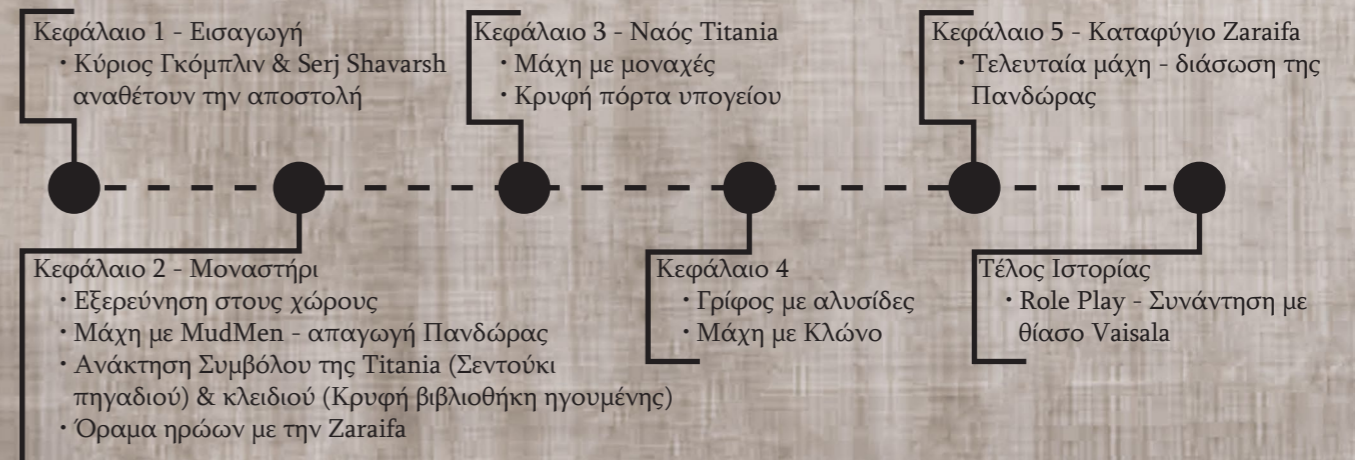 Κεφάλαιο 1 - Εισαγωγή
· Κύριος Γκόμπλιν & Serj Shavarsh
αναθέτουν την αποστολή
Κεφάλαιο 2 - Μοναστήρι
· Εξερεύνηση στους χώρους
· Μάχη με MudMen - απαγωγή Πανδώρας
· Ανάκτηση Συμβόλου της Titania (Σεντούκι
πηγαδιού) & κλειδιού (Κρυφή βιβλιοθήκη ηγουμένης)
· Όραμα ηρώων με την Zaraifa
Κεφάλαιο 3 - Ναός Titania
· Μάχη με μοναχές
· Κρυφή πόρτα υπογείου
Κεφάλαιο 4
· Γρίφος με αλυσίδες
· Μάχη με Κλώνο
Κεφάλαιο 5 - Καταφύγιο Zaraifa
· Τελευταία μάχη - διάσωση της
Πανδώρας
Τέλος Ιστορίας
· Role Play - Συνάντηση με
θίασο Vaisala